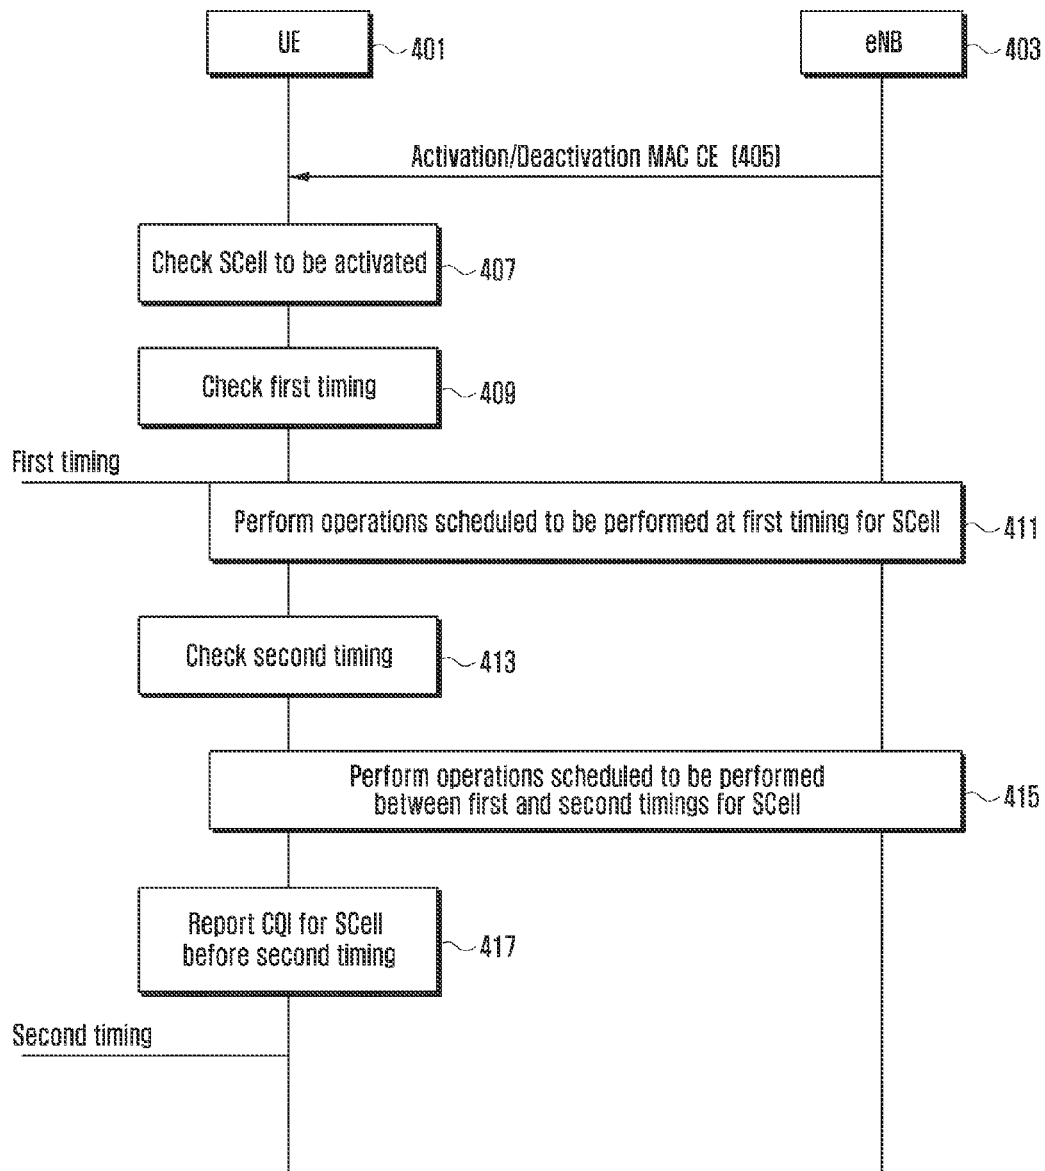 UE
401
eNB
403
Activation/Deactivation MAC CE (405)
Check SCell to be activated
407
Check first timing
409
First timing
Perform operations scheduled to be performed at first timing for SCell
411
Check second timing
413
Perform operations scheduled to be performed
between first and second timings for SCell
415
Report CQI for SCell
before second timing
417
Second timing